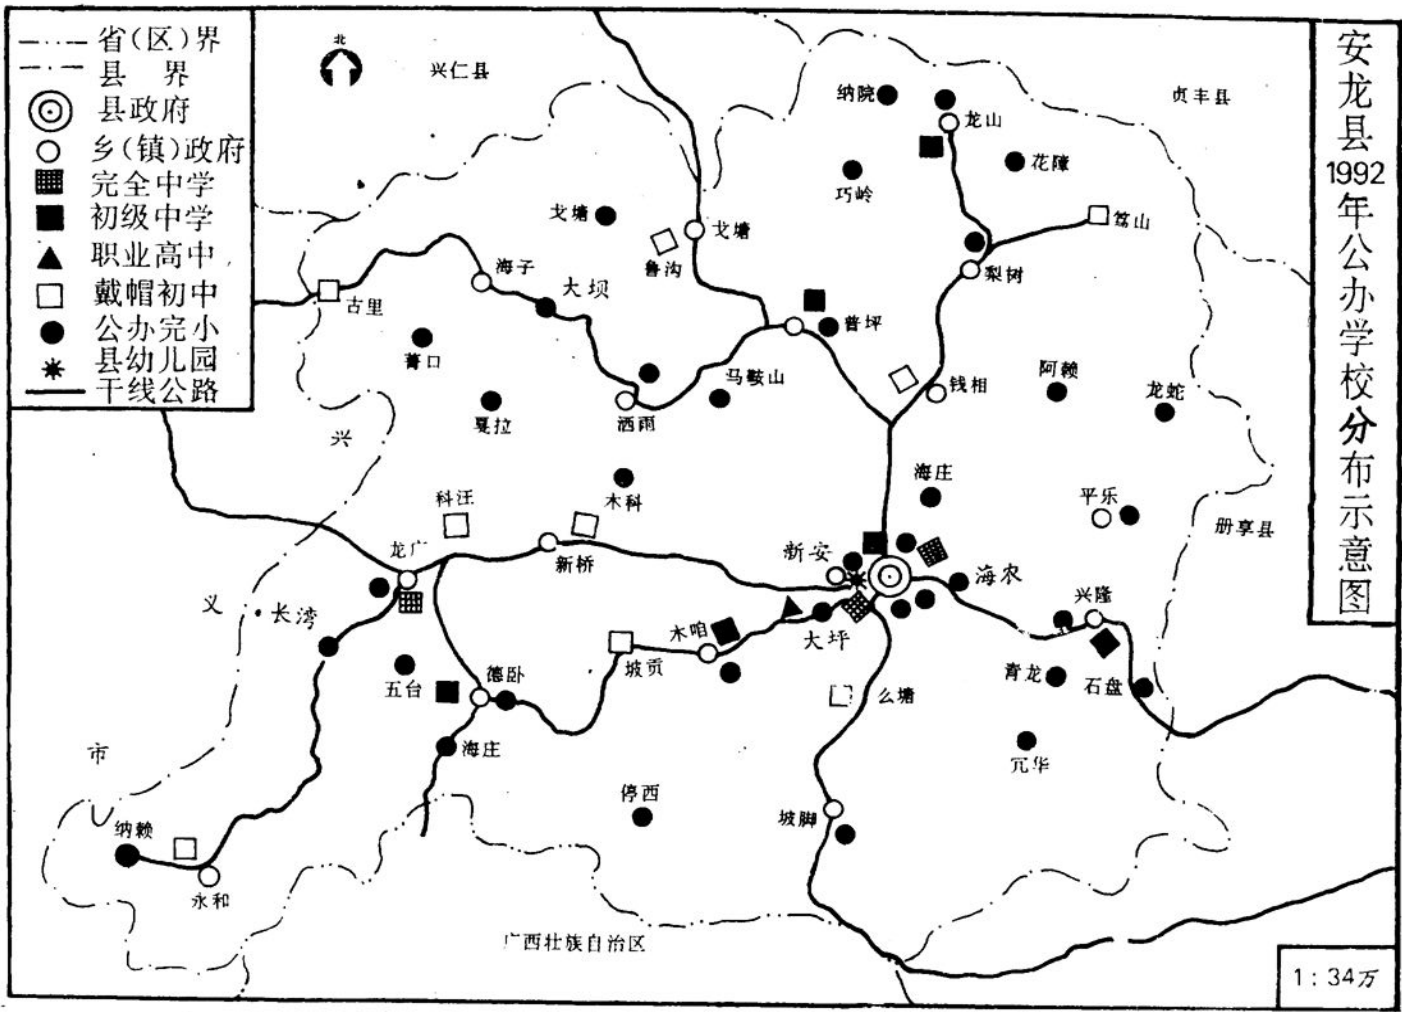 省(区)界
县 界
县政府
乡(镇)政府
完全中学
初级中学
职业高中
戴帽初中
公办完小
县幼儿园
干线公路
北
安龙县1992年公办学校分布示意图
兴仁县
贞丰县
纳院
龙山
花障
巧岭
戈塘
戈塘
鲁沟
笏山
梨树
海子
大坝
古里
普坪
菁口
马鞍山
钱相
阿赖
龙蛇
戛拉
洒雨
兴
海庄
木科
科汪
平乐
册亨县
龙广
新桥
新安
海农
义
长湾
兴隆
大坪
木咱
坡贡
五台
德卧
青龙
石盘
么塘
海庄
市
冗华
停西
坡脚
纳赖
永和
广西壮族自治区
1:34万